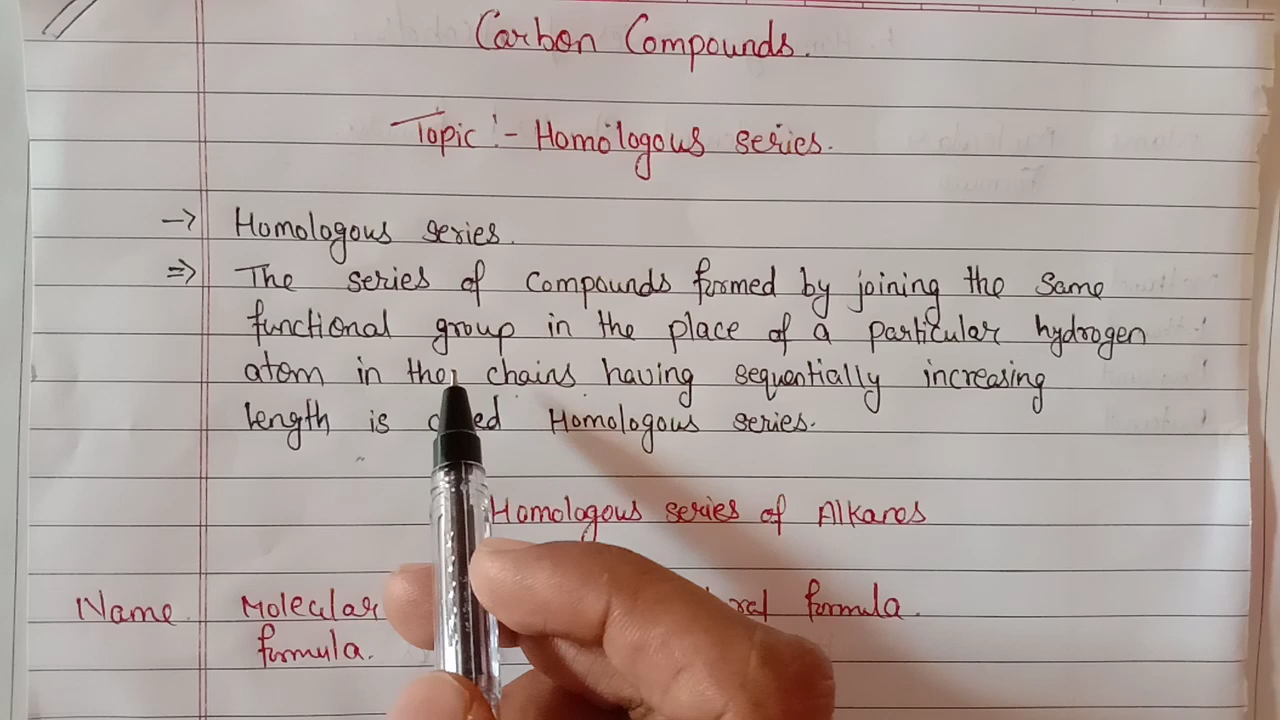 Carbon Compounds.
Topic :- Homologous series.
→ Homologous series.
⇒ The series of compounds formed by joining the same
functional group in the place of a particular hydrogen
atom in the chains having sequentially increasing
length is Homologous series.
Homologous series of Alkanes
Name Moleculer formula.
formula.